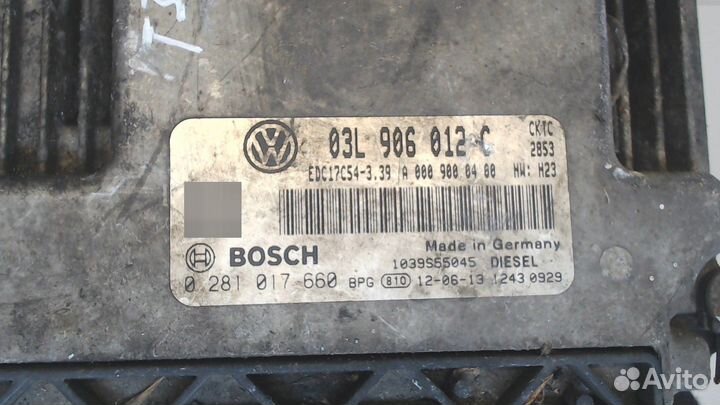 03L 906 012 C CKTC
2853
EDC17C54-3.39 /A 000 900 04 00 HW: H23
BOSCH Made in Germany
1039S55045 DIESEL
0 281 017 660 BPG 810 12-06-13 1243 0929
Avito